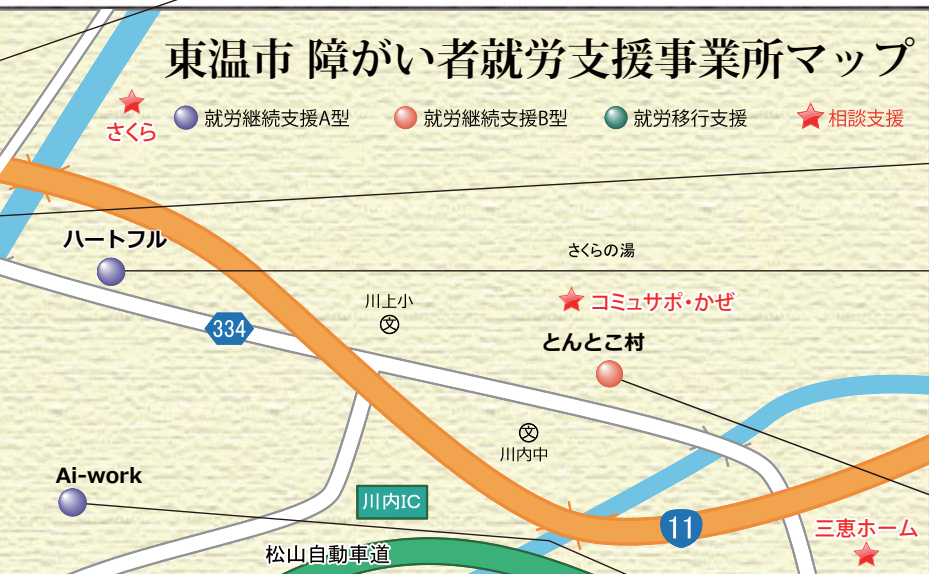 東温市 障がい者就労支援事業所マップ
さくら
就労継続支援A型
就労継続支援B型
就労移行支援
相談支援
ハートフル
さくらの湯
川上小
文
コミュサポ・かぜ
334
とんとこ村
文
川内中
Ai-work
川内IC
11
三恵ホーム
松山自動車道